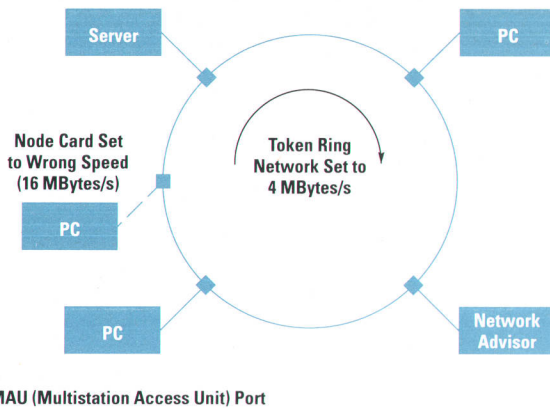 Server
PC
Node Card Set
to Wrong Speed
(16 MBytes/s)
Token Ring
Network Set to
4 MBytes/s
PC
PC
Network
Advisor
MAU (Multistation Access Unit) Port